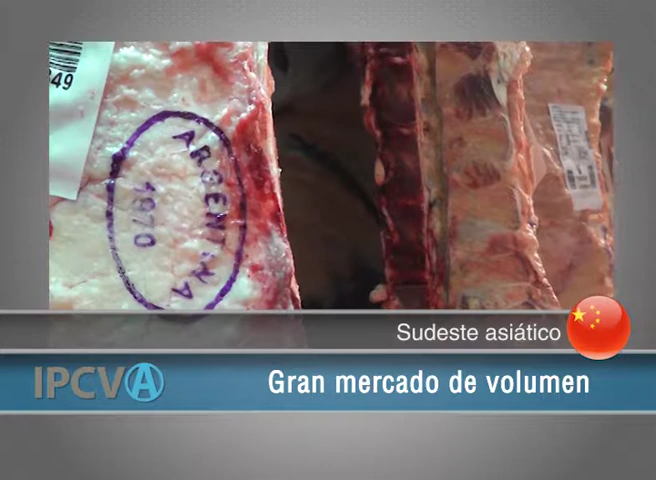 49
ARGENTINA
1970
Sudeste asiático
IPCVA
Gran mercado de volumen